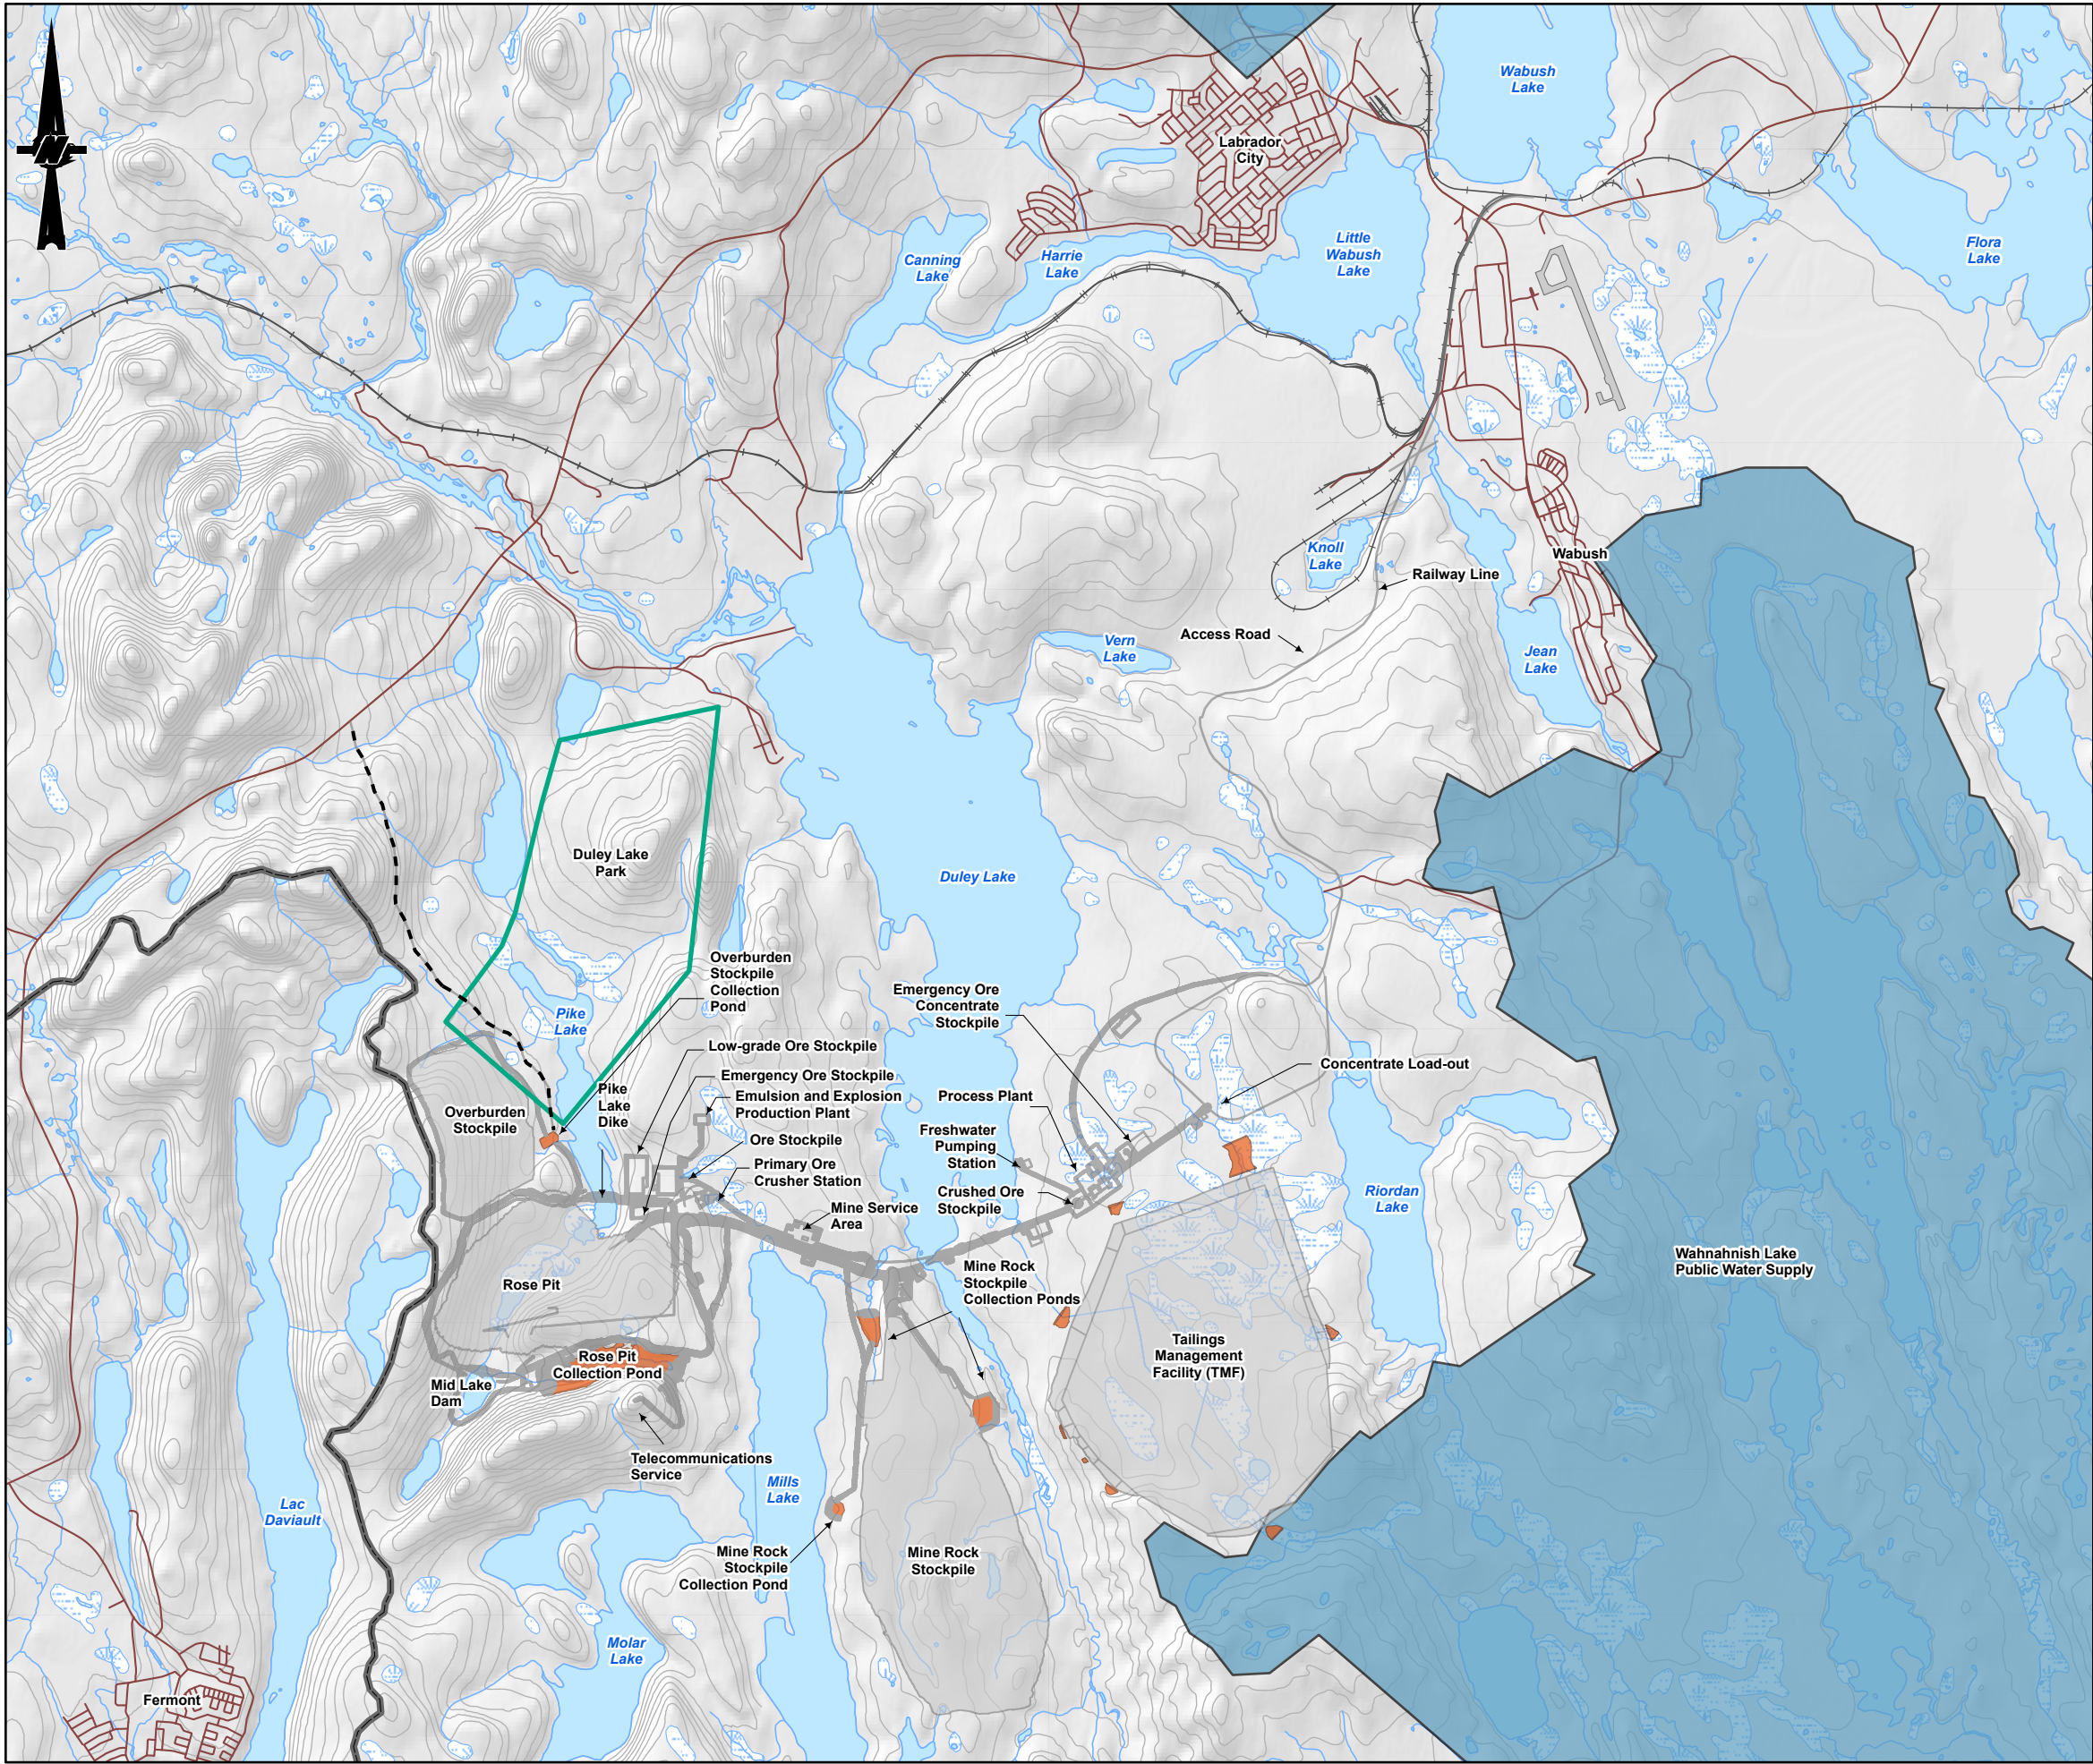 N
Wabush
Lake
Labrador
City
Little
Wabush
Lake
Flora
Lake
Canning
Lake
Harrie
Lake
Knoll
Lake
Wabush
Railway Line
Access Road
Vern
Lake
Jean
Lake
Duley Lake
Park
Duley Lake
Overburden
Stockpile
Collection
Pond
Emergency Ore
Concentrate
Stockpile
Pike
Lake
Low-grade Ore Stockpile
Concentrate Load-out
Emergency Ore Stockpile
Pike
Lake
Dike
Emulsion and Explosion
Production Plant
Process Plant
Overburden
Stockpile
Freshwater
Pumping
Station
Ore Stockpile
Primary Ore
Crusher Station
Crushed Ore
Stockpile
Riordan
Lake
Mine Service
Area
Wahnahnish Lake
Public Water Supply
Rose Pit
Mine Rock
Stockpile
Collection Ponds
Tailings
Management
Facility (TMF)
Rose Pit
Collection Pond
Mid Lake
Dam
Telecommunications
Service
Mills
Lake
Lac
Daviault
Mine Rock
Stockpile
Collection Pond
Mine Rock
Stockpile
Molar
Lake
Fermont